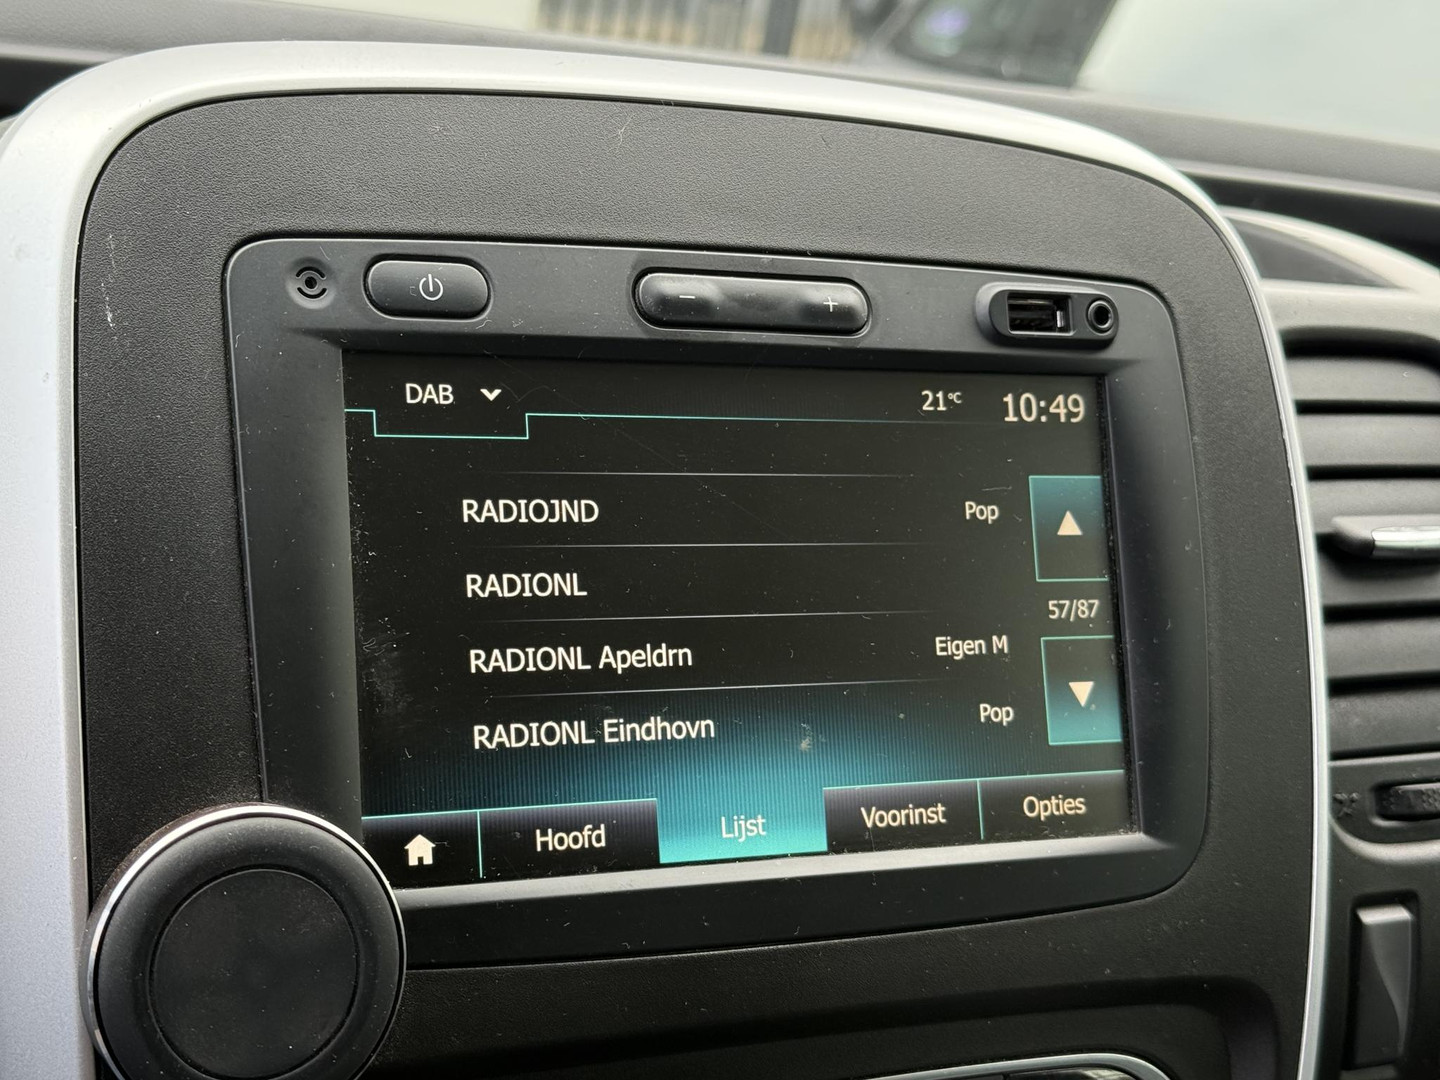 DAB 21°C 10:49
RADIOJND Pop
RADIONL
57/87
RADIONL Apeldrn Eigen M
RADIONL Eindhovn Pop
Hoofd Lijst Voorinst Opties